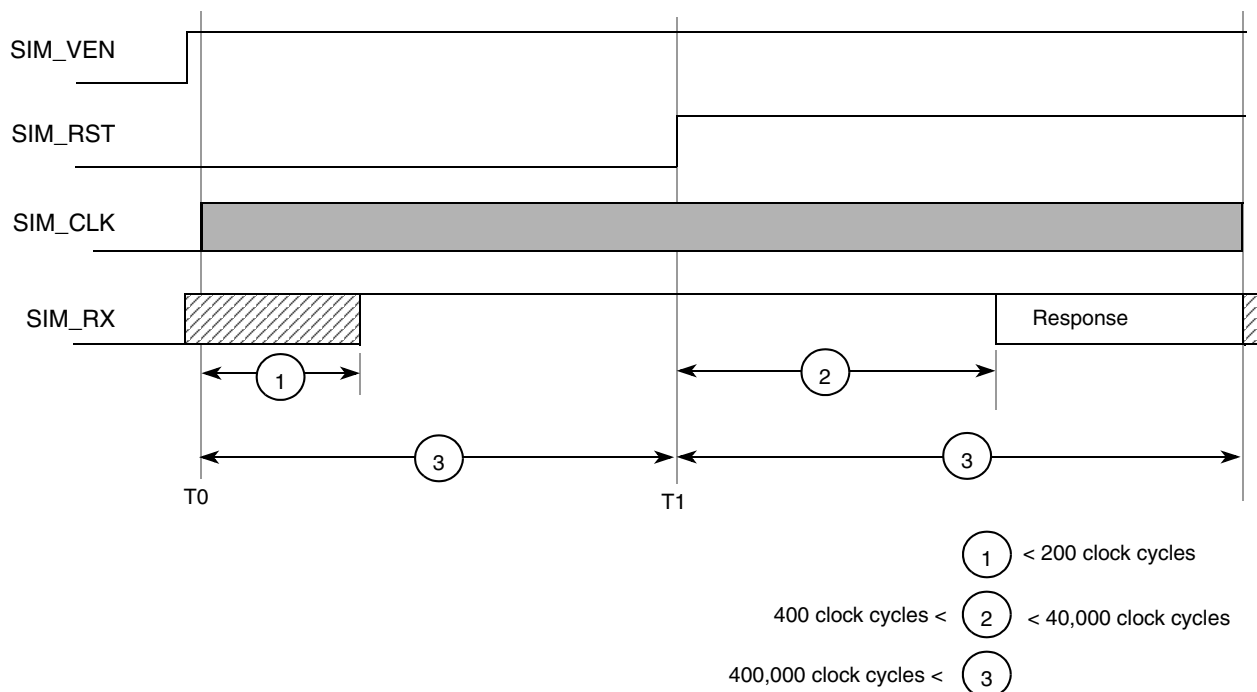 SIM_VEN
SIM_RST
SIM_CLK
SIM_RX
Response
1
2
3
3
T0
T1
1 < 200 clock cycles
400 clock cycles < 2 < 40,000 clock cycles
400,000 clock cycles < 3